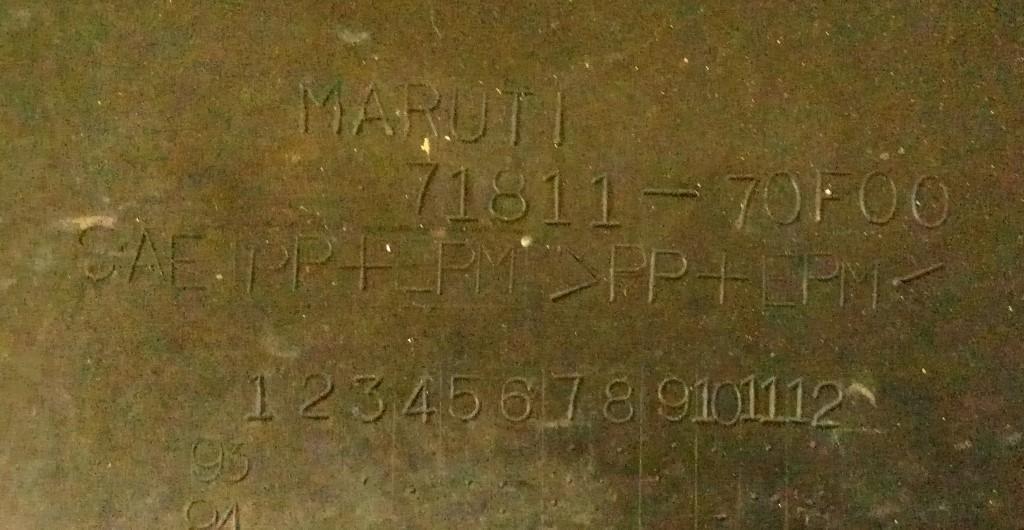 MARUTI
71811-70F00
SAE "PP+EPM" >PP+EPM<
1 2 3 4 5 6 7 8 9 10 11 12
93
94